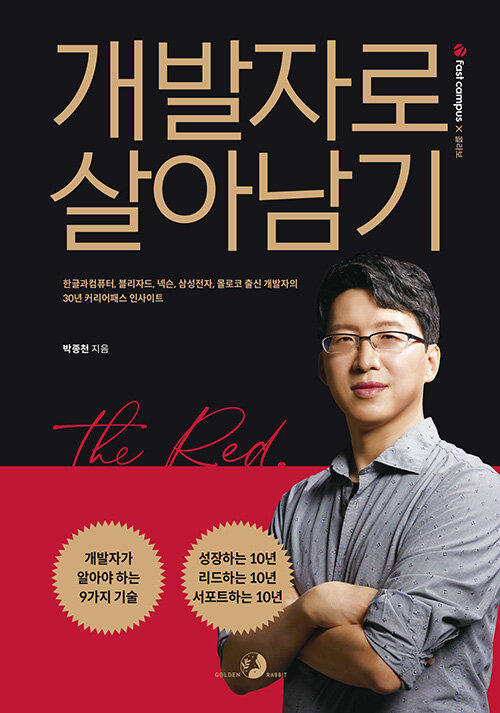 개발자로
살아남기
Fast campus × 콜라보
한글과컴퓨터, 블리자드, 넥슨, 삼성전자, 몰로코 출신 개발자의
30년 커리어패스 인사이트
박종천 지음
The Red.
개발자가
알아야 하는
9가지 기술
성장하는 10년
리드하는 10년
서포트하는 10년
GOLDEN RABBIT